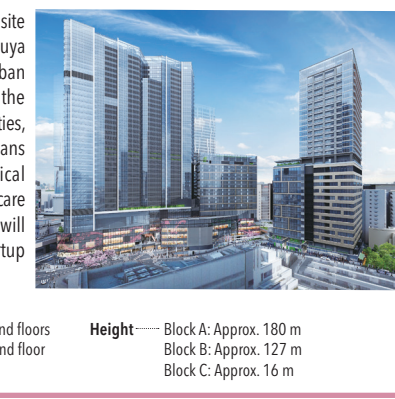 site
uya
ban
the
ties,
ans
ical
care
will
rtup
nd floors
nd floor
Height Block A: Approx. 180 m
Block B: Approx. 127 m
Block C: Approx. 16 m